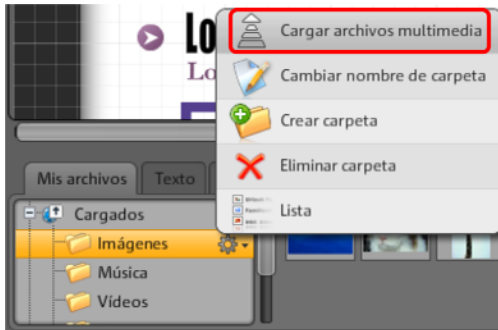 Lo
Lo
Cargar archivos multimedia
Cambiar nombre de carpeta
Crear carpeta
Eliminar carpeta
Lista
Mis archivos
Texto
Cargados
Imágenes
Música
Vídeos